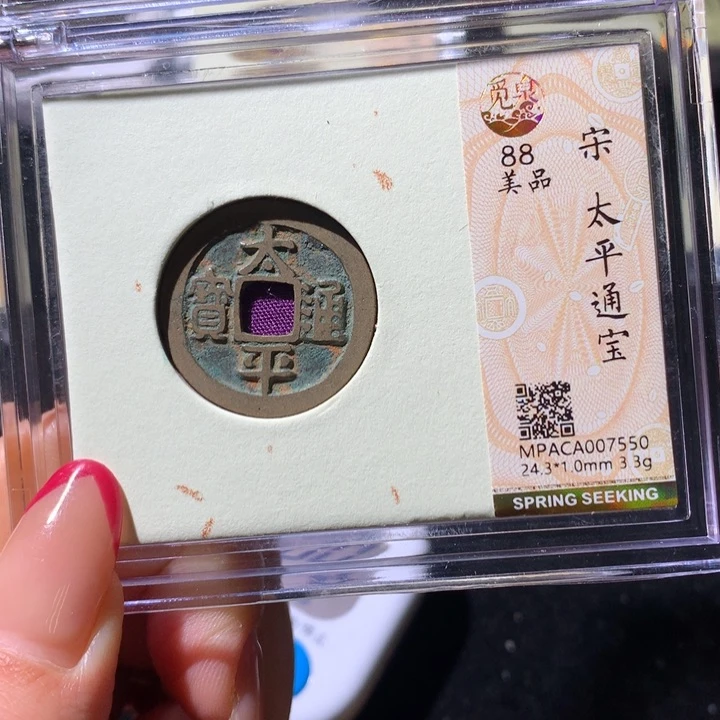 太平通寶
觅泉
88
美品
宋 太平通宝
MPACA007550
24.3*1.0mm 3.3g
SPRING SEEKING